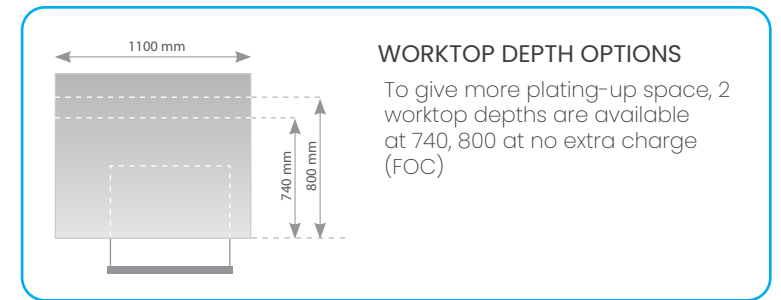 1100 mm
740 mm
800 mm
WORKTOP DEPTH OPTIONS
To give more plating-up space, 2
worktop depths are available
at 740, 800 at no extra charge
(FOC)